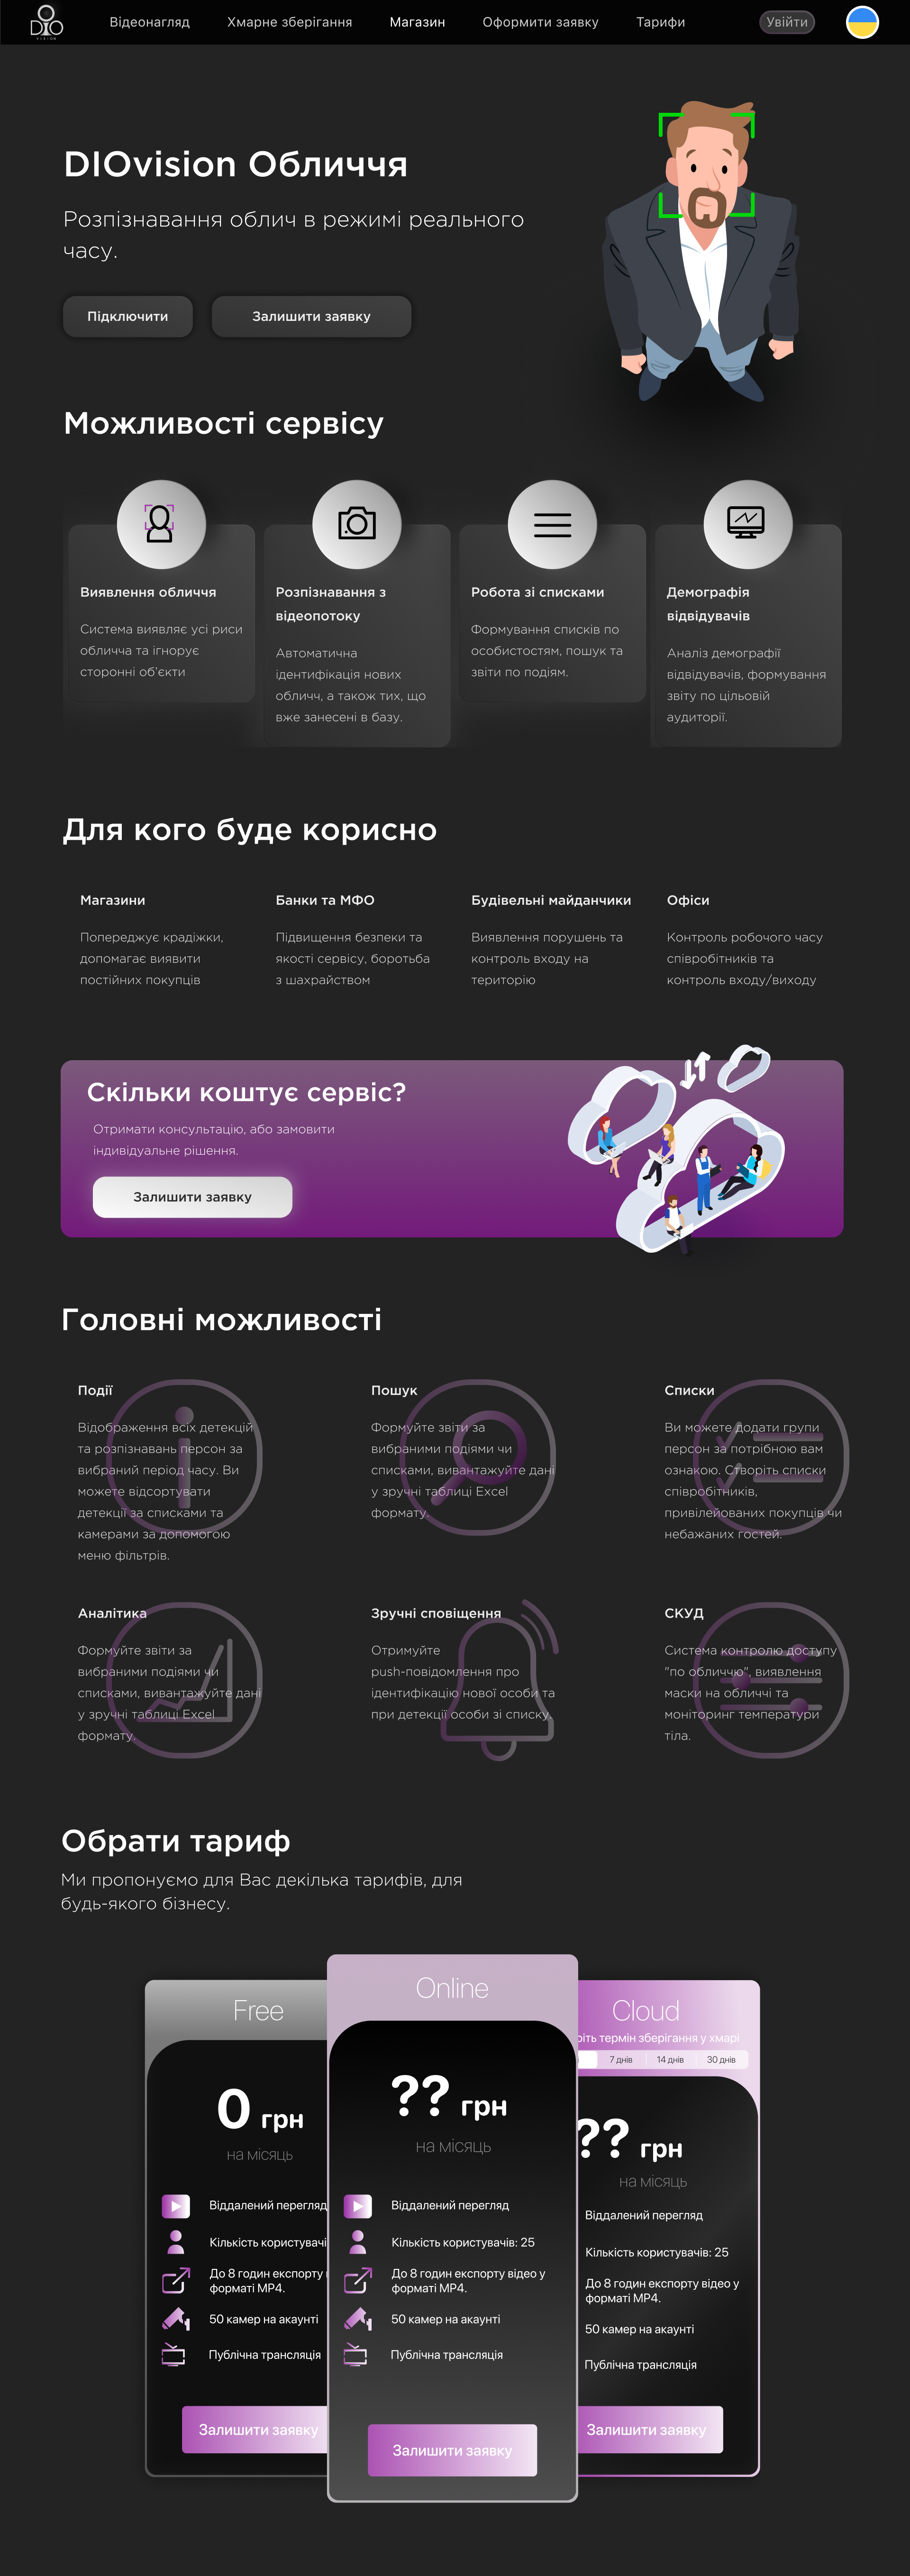 DIO
VISION
Відеонагляд
Хмарне зберігання
Магазин
Оформити заявку
Тарифи
Увійти
DIOvision Обличчя
Розпізнавання облич в режимі реального
часу.
Підключити
Залишити заявку
Можливості сервісу
Виявлення обличчя
Система виявляє усі риси
обличча та ігнорує
сторонні об'єкти
Розпізнавання з
відеопотоку
Автоматична
ідентифікація нових
обличч, а також тих, що
вже занесені в базу.
Робота зі списками
Формування списків по
особистостям, пошук та
звіти по подіям.
Демографія
відвідувачів
Аналіз демографії
відвідувачів, формування
звіту по цільовій
аудиторії.
Для кого буде корисно
Магазини
Попереджує крадіжки,
допомагає виявити
постійних покупців
Банки та МФО
Підвищення безпеки та
якості сервісу, боротьба
з шахрайством
Будівельні майданчики
Виявлення порушень та
контроль входу на
територію
Офіси
Контроль робочого часу
співробітників та
контроль входу/виходу
Скільки коштує сервіс?
Отримати консультацію, або замовити
індивідуальне рішення.
Залишити заявку
Головні можливості
Події
Відображення всіх детекцій
та розпізнавань персон за
вибраний період часу. Ви
можете відсортувати
детекції за списками та
камерами за допомогою
меню фільтрів.
Пошук
Формуйте звіти за
вибраними подіями чи
списками, вивантажуйте дані
у зручні таблиці Excel
формату.
Списки
Ви можете додати групи
персон за потрібною вам
ознакою. Створіть списки
співробітників,
привілейованих покупців чи
небажаних гостей.
Аналітика
Формуйте звіти за
вибраними подіями чи
списками, вивантажуйте дані
у зручні таблиці Excel
формату.
Зручні сповіщення
Отримуйте
push-повідомлення про
ідентифікацію нової особи та
при детекції особи зі списку.
СКУД
Система контролю доступу
"по обличчю", виявлення
маски на обличчі та
моніторинг температури
тіла.
Обрати тариф
Ми пропонуємо для Вас декілька тарифів, для
будь-якого бізнесу.
Free
0 грн
на місяць
Віддалений перегляд
Кількість користувачі
До 8 годин експорту
форматі MP4.
50 камер на акаунті
Публічна трансляція
Залишити заявку
Online
?? грн
на місяць
Віддалений перегляд
Кількість користувачів: 25
До 8 годин експорту відео у
форматі MP4.
50 камер на акаунті
Публічна трансляція
Залишити заявку
Cloud
термін зберігання у хмарі
7 днів
14 днів
30 днів
?? грн
на місяць
Віддалений перегляд
Кількість користувачів: 25
До 8 годин експорту відео у
форматі MP4.
50 камер на акаунті
Публічна трансляція
Залишити заявку